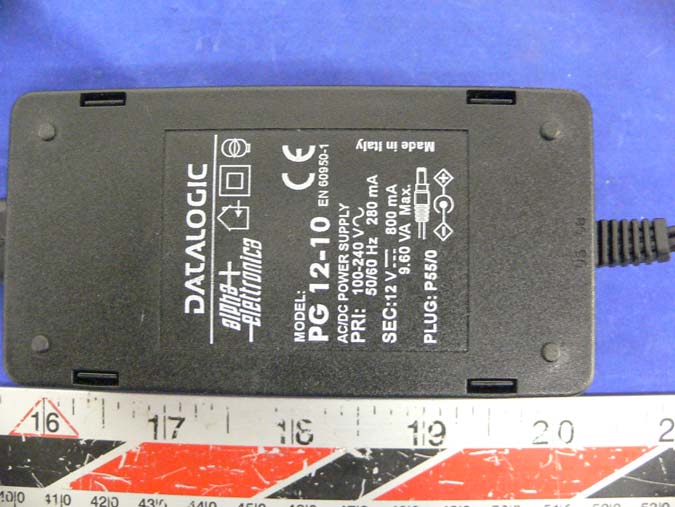 DATALOGIC
alpha
elettronica
MODEL:
PG 12-10 EN 60950-1
CE
AC/DC POWER SUPPLY
PRI: 100-240 V
50/60 Hz 280 mA
SEC: 12 V 800 mA
9.60 VA Max.
PLUG: P55/0
Made in Italy
16 17 18 19 20 2